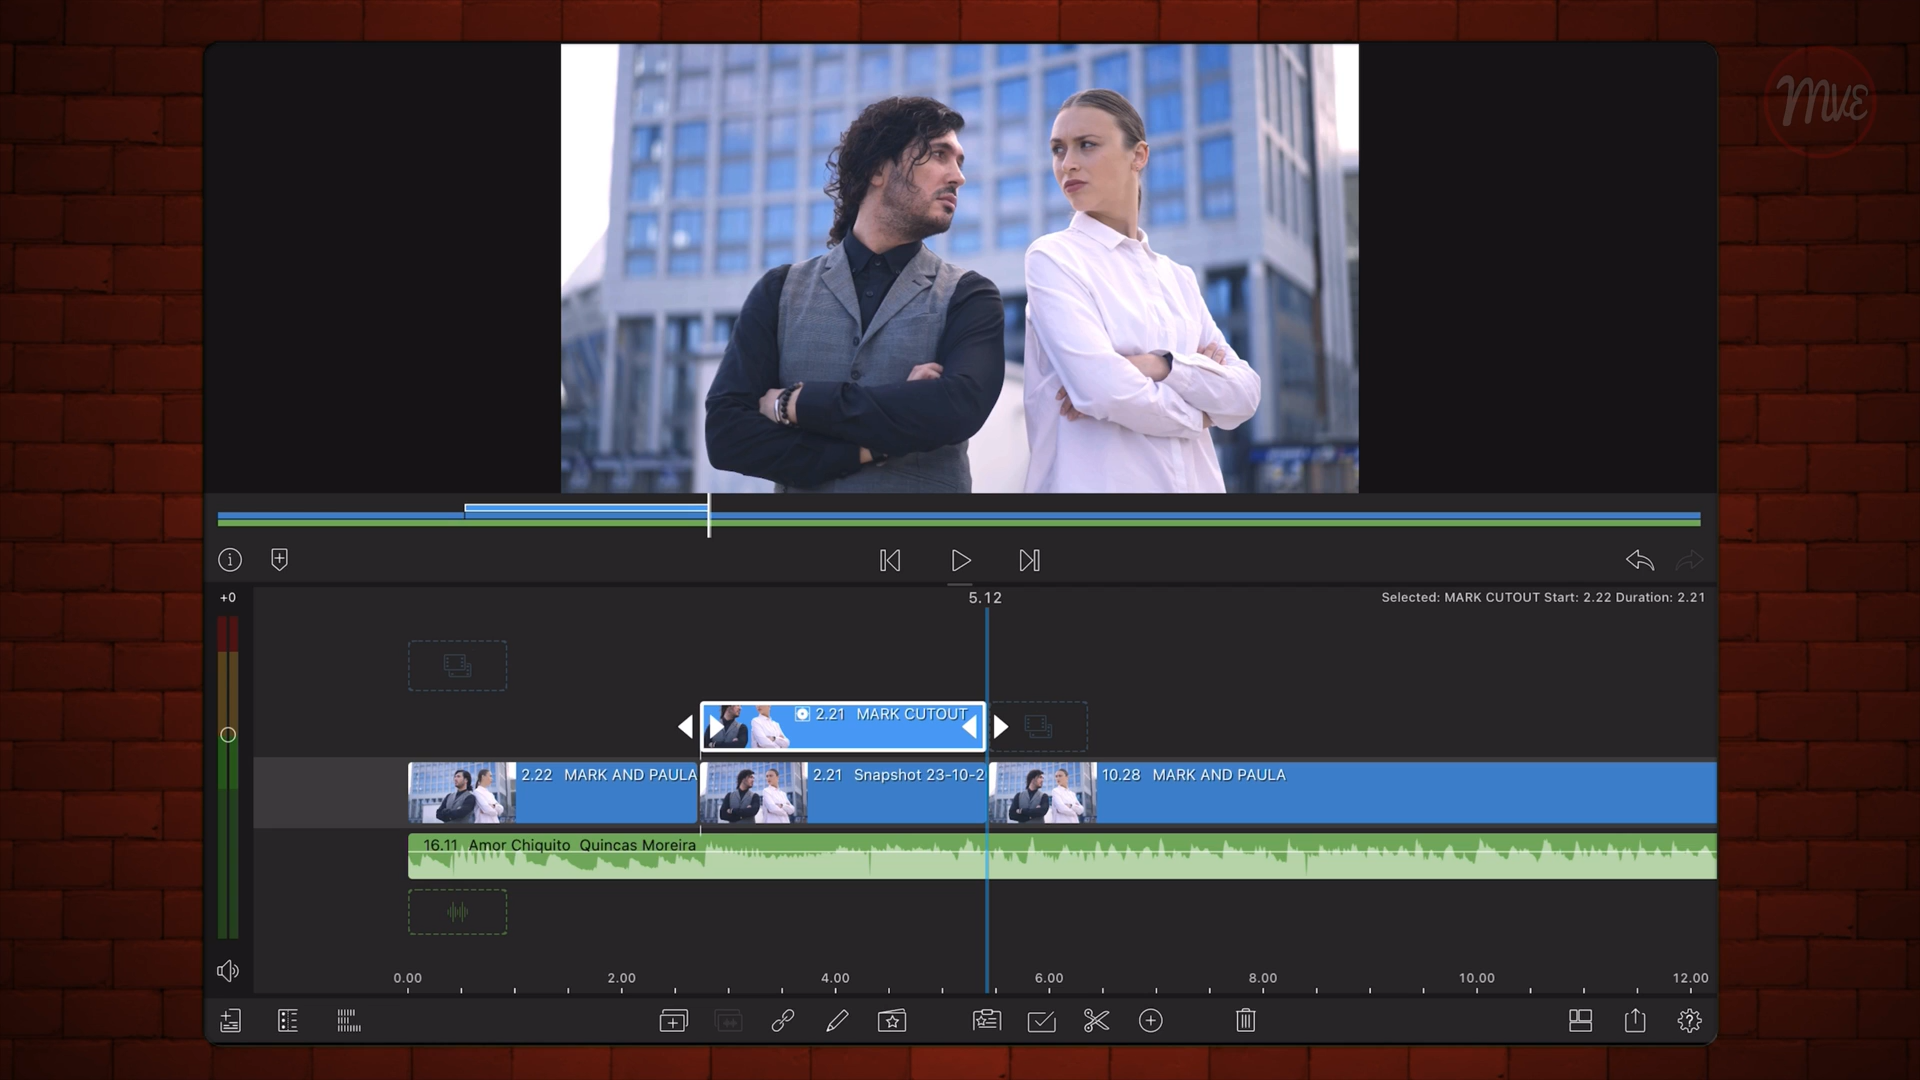 MVE
+0
5.12
Selected: MARK CUTOUT Start: 2.22 Duration: 2.21
2.21 MARK CUTOUT
2.22 MARK AND PAULA
2.21 Snapshot 23-10-2
10.28 MARK AND PAULA
16.11 Amor Chiquito Quincas Moreira
0.00 2.00 4.00 6.00 8.00 10.00 12.00